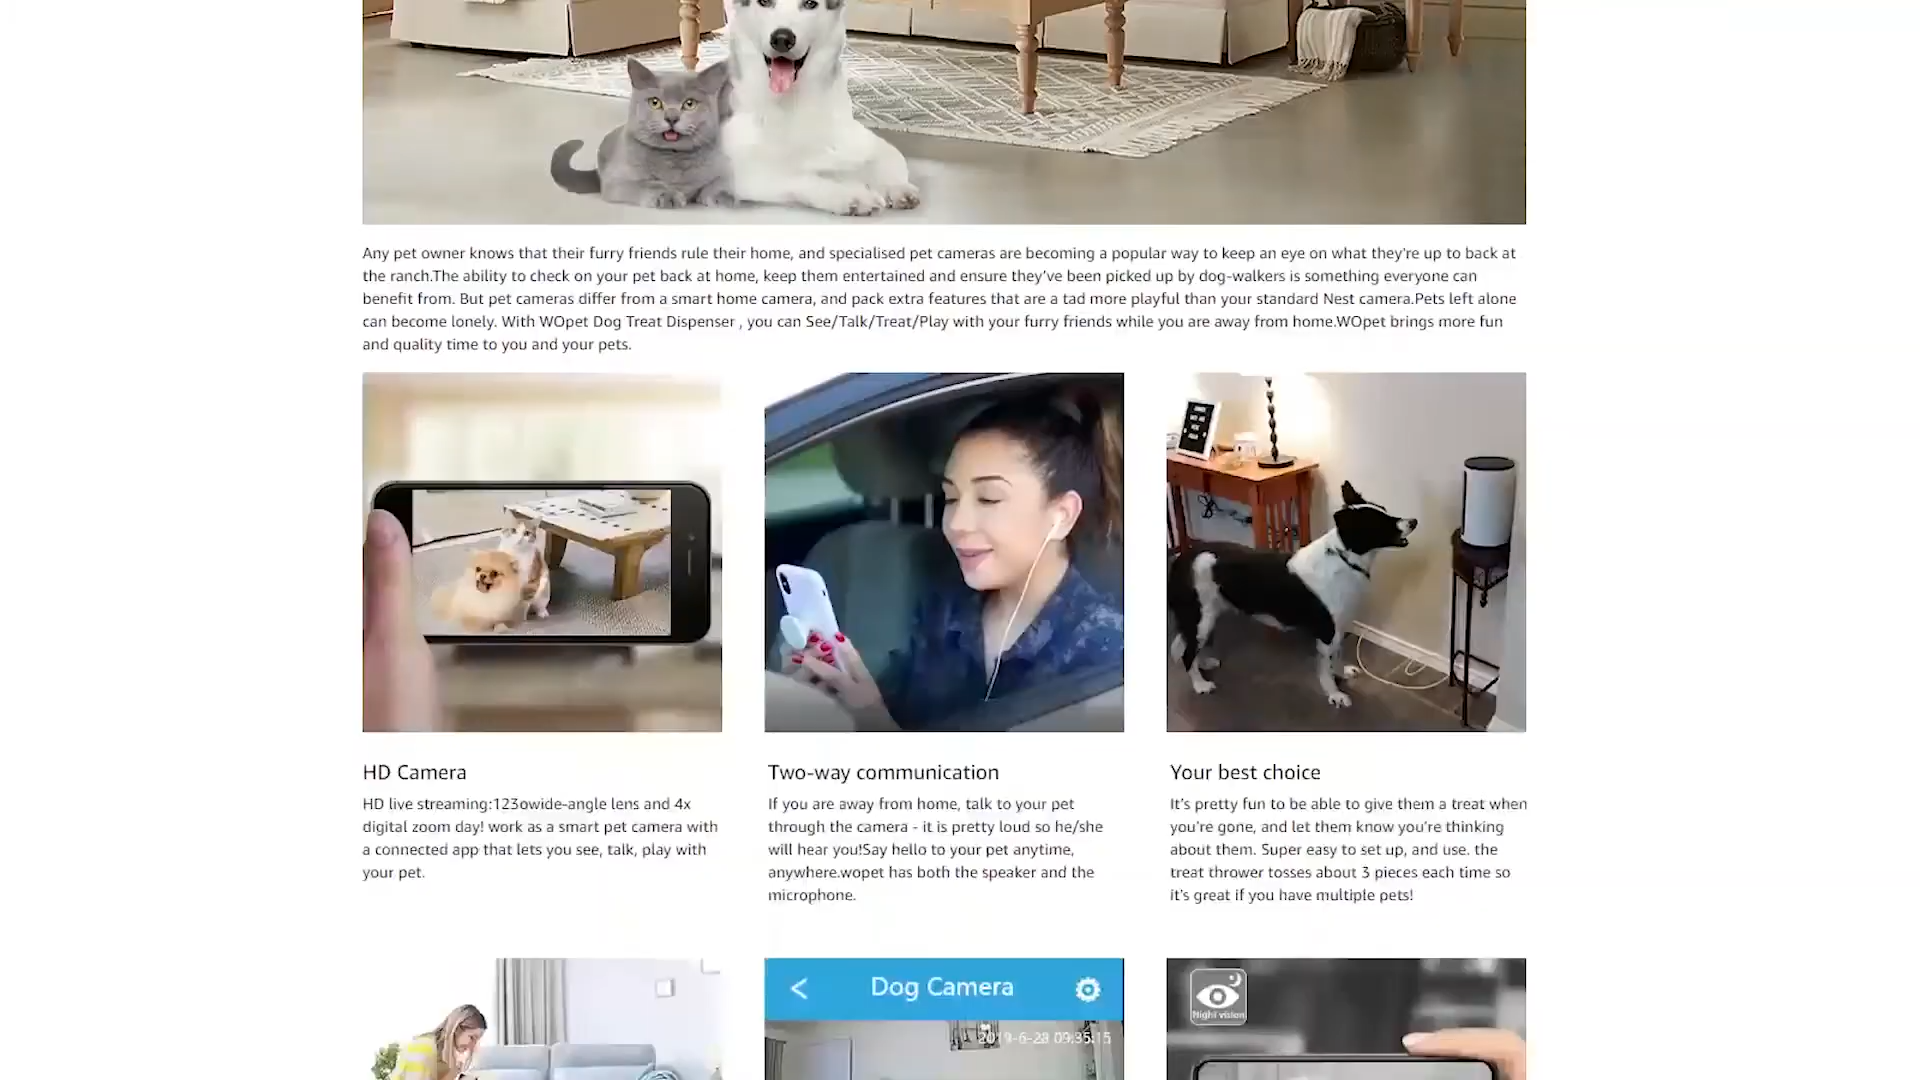 Any pet owner knows that their furry friends rule their home, and specialised pet cameras are becoming a popular way to keep an eye on what they're up to back at
the ranch.The ability to check on your pet back at home, keep them entertained and ensure they've been picked up by dog-walkers is something everyone can
benefit from. But pet cameras differ from a smart home camera, and pack extra features that are a tad more playful than your standard Nest camera.Pets left alone
can become lonely. With WOpet Dog Treat Dispenser , you can See/Talk/Treat/Play with your furry friends while you are away from home.WOpet brings more fun
and quality time to you and your pets.
HD Camera
HD live streaming:123owide-angle lens and 4x
digital zoom day! work as a smart pet camera with
a connected app that lets you see, talk, play with
your pet.
Two-way communication
If you are away from home, talk to your pet
through the camera - it is pretty loud so he/she
will hear you!Say hello to your pet anytime,
anywhere.wopet has both the speaker and the
microphone.
Your best choice
It's pretty fun to be able to give them a treat when
you're gone, and let them know you're thinking
about them. Super easy to set up, and use. the
treat thrower tosses about 3 pieces each time so
it's great if you have multiple pets!
< Dog Camera
2019-6-28 09:35:15
Night vision